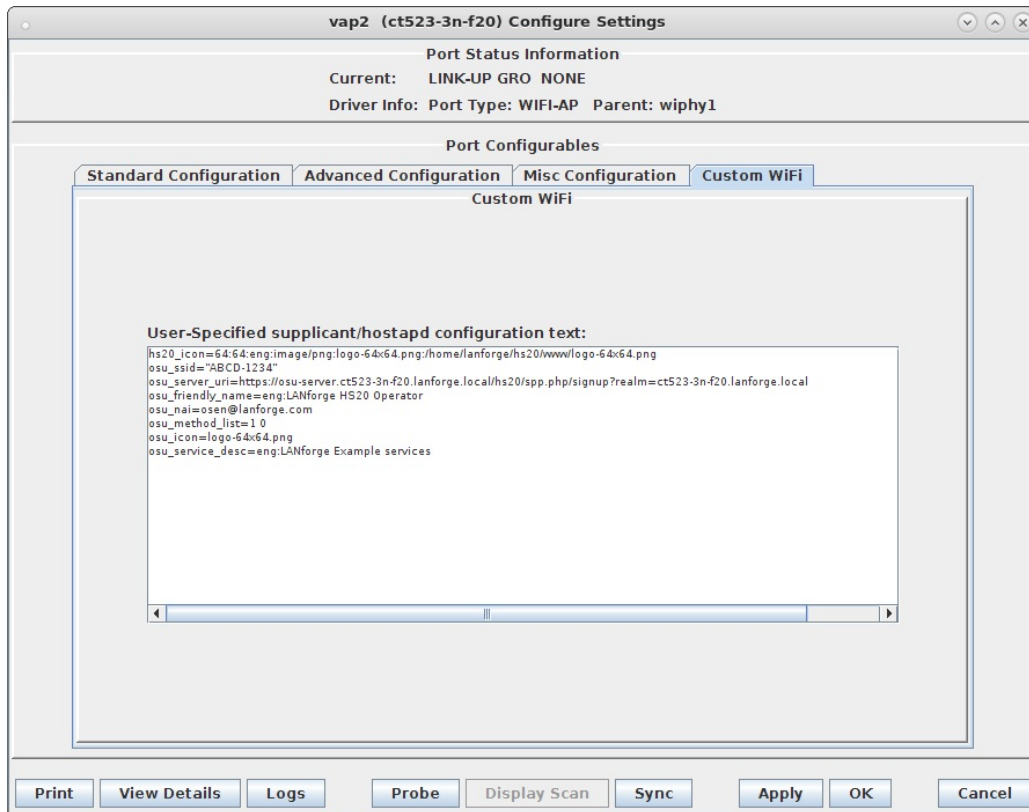 vap2 (ct523-3n-f20) Configure Settings
Port Status Information
Current: LINK-UP GRO NONE
Driver Info: Port Type: WIFI-AP Parent: wiphy1
Port Configurables
Standard Configuration Advanced Configuration Misc Configuration Custom WiFi
Custom WiFi
User-Specified supplicant/hostapd configuration text:
hs20_icon=64:64:eng:image/png:logo-64x64.png:/home/lanforge/hs20/www/logo-64x64.png
osu_ssid="ABCD-1234"
osu_server_uri=https://osu-server.ct523-3n-f20.lanforge.local/hs20/spp.php/signup?realm=ct523-3n-f20.lanforge.local
osu_friendly_name=eng:LANforge HS20 Operator
osu_nai=osen@lanforge.com
osu_method_list=1 0
osu_icon=logo-64x64.png
osu_service_desc=eng:LANforge Example services
Print View Details Logs Probe Display Scan Sync Apply OK Cancel